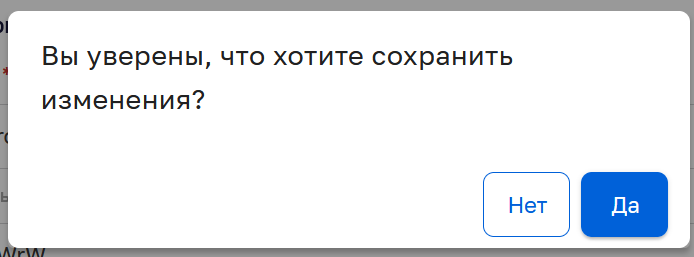 Вы уверены, что хотите сохранить
изменения?
Нет Да